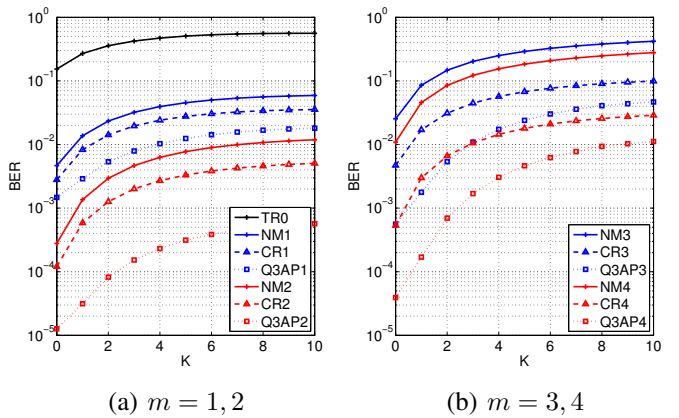 10^0
10^-1
10^-2
10^-3
10^-4
10^-5
BER
0 2 4 6 8 10
K
TR0
NM1
CR1
Q3AP1
NM2
CR2
Q3AP2
(a) m = 1, 2
10^0
10^-1
10^-2
10^-3
10^-4
10^-5
BER
0 2 4 6 8 10
K
NM3
CR3
Q3AP3
NM4
CR4
Q3AP4
(b) m = 3, 4